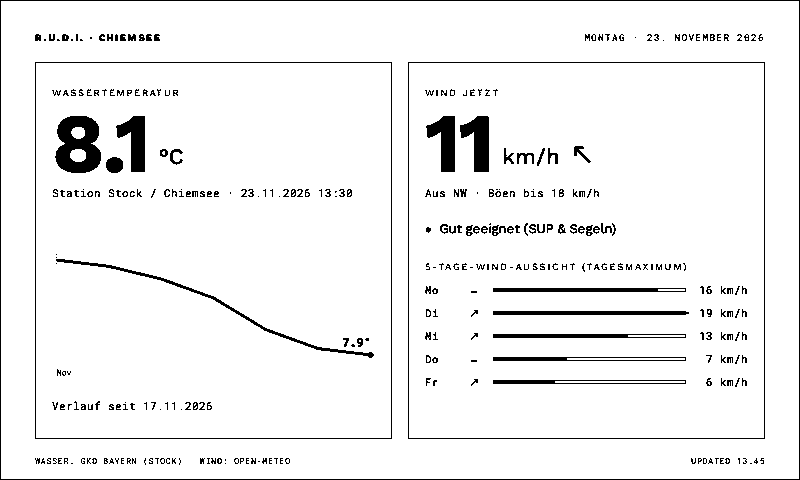 R.U.D.I. · CHIEMSEE
MONTAG · 23. NOVEMBER 2026
WASSERTEMPERATUR
8.1 °C
Station Stock / Chiemsee · 23.11.2026 13:30
7.9°
Nov
Verlauf seit 17.11.2026
WIND JETZT
11 km/h ↖
Aus NW · Böen bis 18 km/h
• Gut geeignet (SUP & Segeln)
5-TAGE-WIND-AUSSICHT (TAGESMAXIMUM)
Mo – 16 km/h
Di ↗ 19 km/h
Mi ↗ 13 km/h
Do – 7 km/h
Fr ↗ 6 km/h
WASSER: GKD BAYERN (STOCK) WIND: OPEN-METEO
UPDATED 13:45